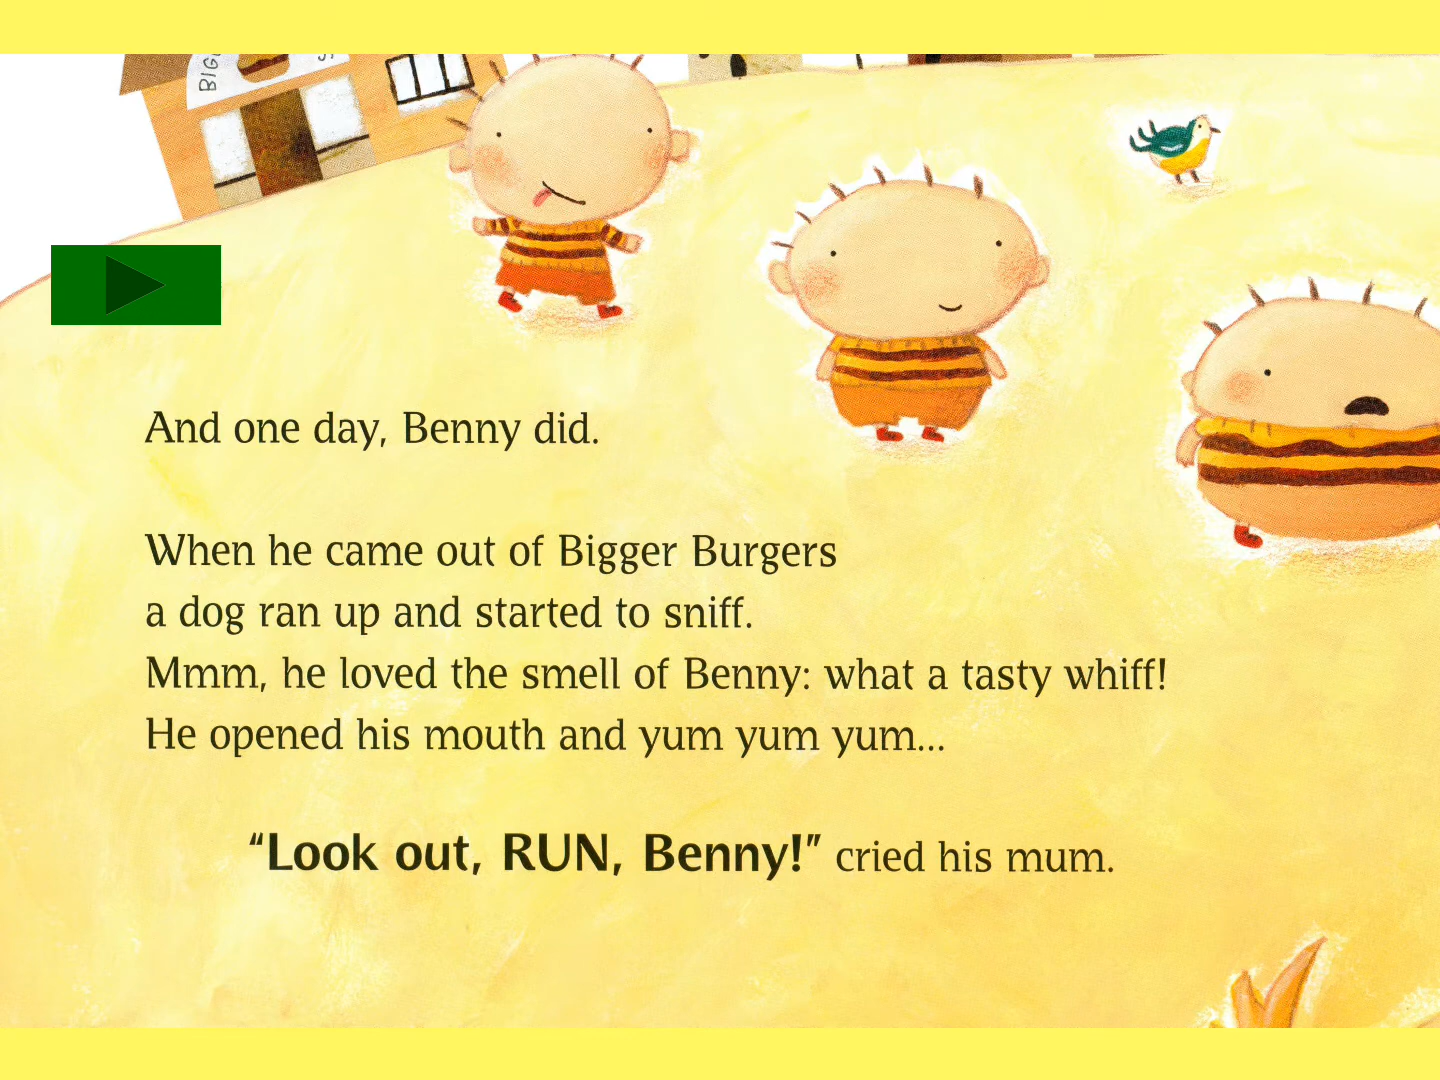 BIG
And one day, Benny did.
When he came out of Bigger Burgers
a dog ran up and started to sniff.
Mmm, he loved the smell of Benny: what a tasty whiff!
He opened his mouth and yum yum yum...
“Look out, RUN, Benny!” cried his mum.